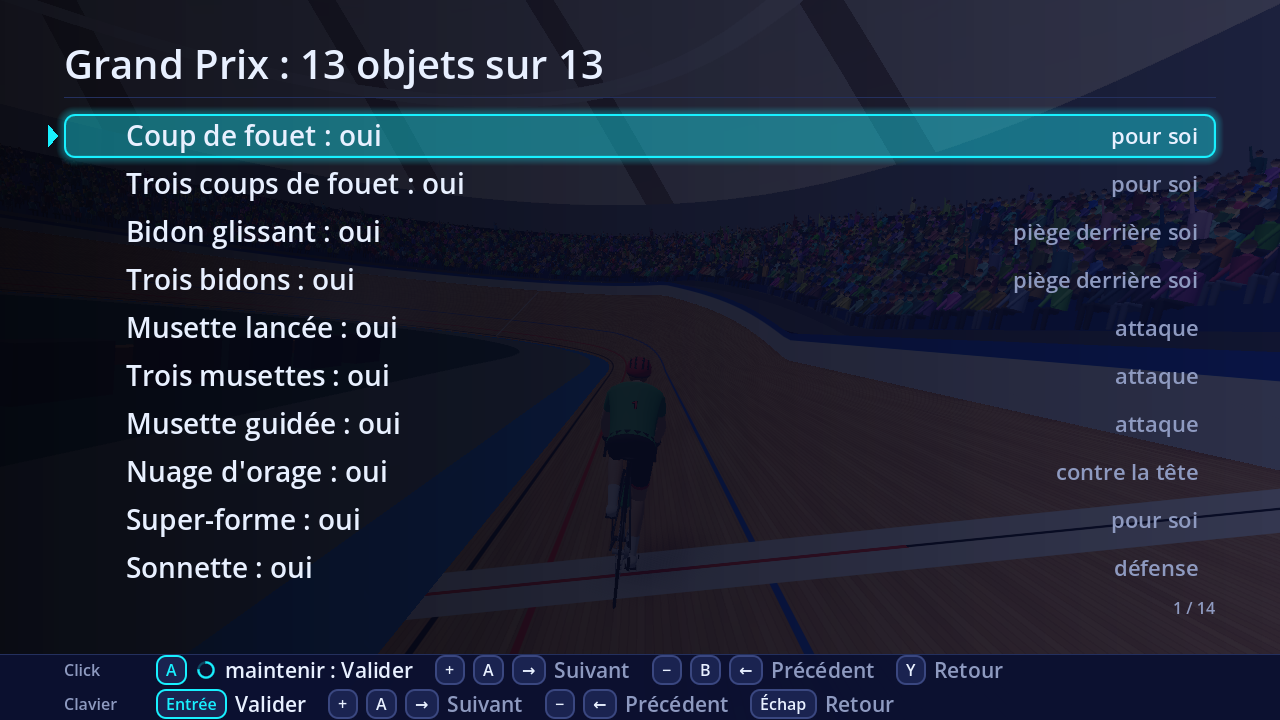 Grand Prix : 13 objets sur 13
Coup de fouet : oui pour soi
Trois coups de fouet : oui pour soi
Bidon glissant : oui piège derrière soi
Trois bidons : oui piège derrière soi
Musette lancée : oui attaque
Trois musettes : oui attaque
Musette guidée : oui attaque
Nuage d'orage : oui contre la tête
Super-forme : oui pour soi
Sonnette : oui défense
1 / 14
Click A maintenir : Valider + A → Suivant − B ← Précédent Y Retour
Clavier Entrée Valider + A → Suivant − ← Précédent Échap Retour